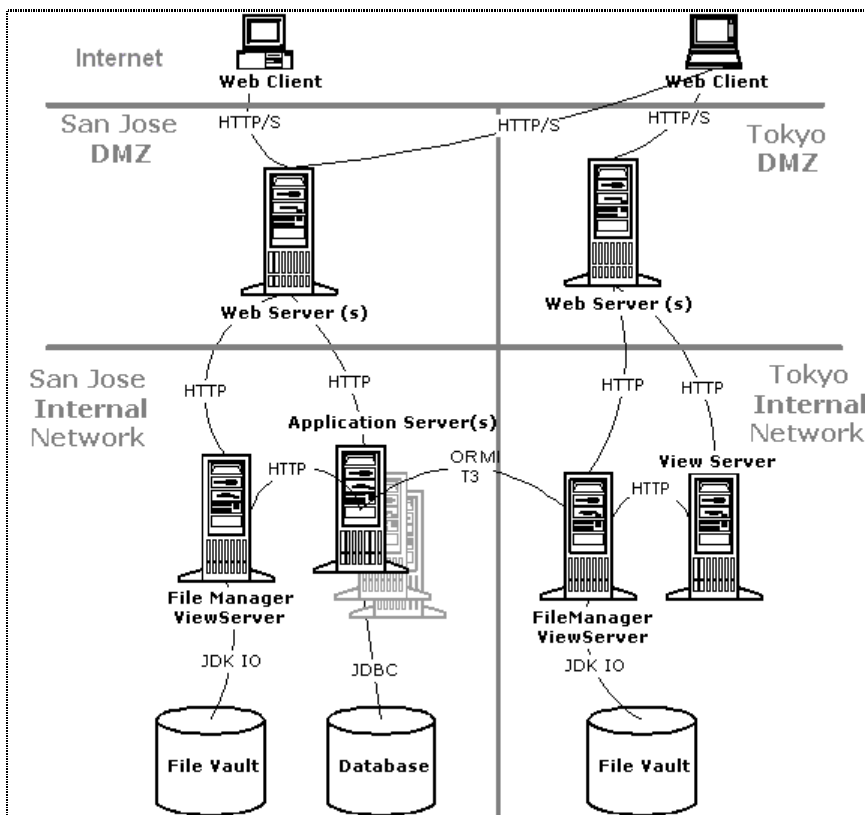 Internet
Web Client
Web Client
San Jose
DMZ
HTTP/S
HTTP/S
HTTP/S
Tokyo
DMZ
Web Server (s)
Web Server (s)
San Jose
Internal
Network
HTTP
HTTP
HTTP
HTTP
Tokyo
Internal
Network
Application Server(s)
View Server
HTTP
ORMI
T3
HTTP
File Manager
ViewServer
FileManager
ViewServer
JDK IO
JDBC
JDK IO
File Vault
Database
File Vault